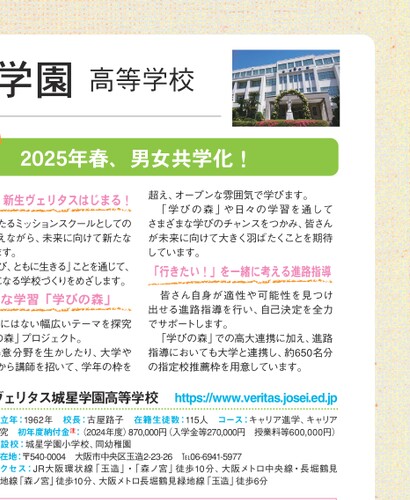 学園 高等学校
2025年春、男女共学化！
新生ヴェリタスはじまる！
たるミッションスクールとしての
えながら、未来に向けて新たな
ます。
び、ともに生きる」ことを通じて、
になる学校づくりをめざします。
な学習「学びの森」
にはない幅広いテーマを探究
の森」プロジェクト。
意分野を生かしたり、大学や
から講師を招いて、学年の枠を
超え、オープンな雰囲気で学びます。
「学びの森」や日々の学習を通して
さまざまな学びのチャンスをつかみ、皆さん
が未来に向けて大きく羽ばたくことを期待
しています。
「行きたい！」を一緒に考える進路指導
皆さん自身が適性や可能性を見つけ
出せる進路指導を行い、自己決定を全力
でサポートします。
「学びの森」での高大連携に加え、進路
指導においても大学と連携し、約650名分
の指定校推薦枠を用意しています。
ヴェリタス城星学園高等学校 https://www.veritas.josei.ed.jp
立年：1962年 校長：古屋路子 在籍生徒数：115人 コース：キャリア進学、キャリア
究 初年度納付金注：（2024年度）870,000円（入学金270,000円 授業料等600,000円）
設校：城星学園小学校、同幼稚園
在地：〒540-0004 大阪市中央区玉造2-23-26 TEL06-6941-5977
クセス：JR大阪環状線「玉造」・「森ノ宮」徒歩10分、大阪メトロ中央線・長堀鶴見
地線「森ノ宮」徒歩10分、大阪メトロ長堀鶴見緑地線「玉造」徒歩6分